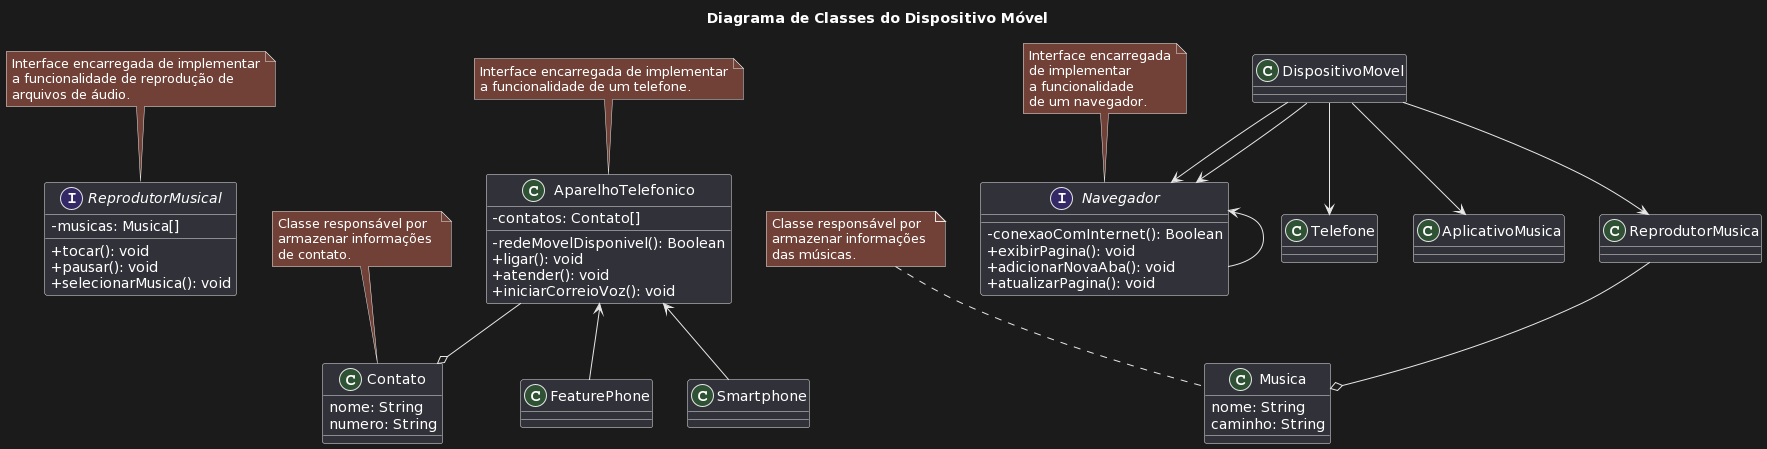 Diagrama de Classes do Dispositivo Móvel
Interface encarregada de implementar
a funcionalidade de reprodução de
arquivos de áudio.
Interface encarregada de implementar
a funcionalidade de um telefone.
Interface encarregada
de implementar
a funcionalidade
de um navegador.
C DispositivoMovel
I ReprodutorMusical
-musicas: Musica[]
+tocar(): void
+pausar(): void
+selecionarMusica(): void
Classe responsável por
armazenar informações
de contato.
C AparelhoTelefonico
-contatos: Contato[]
-redeMovelDisponivel(): Boolean
+ligar(): void
+atender(): void
+iniciarCorreioVoz(): void
Classe responsável por
armazenar informações
das músicas.
I Navegador
-conexaoComInternet(): Boolean
+exibirPagina(): void
+adicionarNovaAba(): void
+atualizarPagina(): void
C Telefone
C AplicativoMusica
C ReprodutorMusica
C Contato
nome: String
numero: String
C FeaturePhone
C Smartphone
C Musica
nome: String
caminho: String